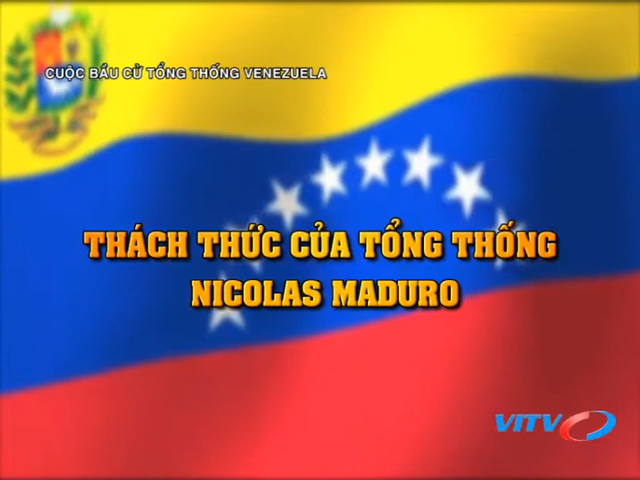 CUỘC BẦU CỬ TỔNG THỐNG VENEZUELA
THÁCH THỨC CỦA TỔNG THỐNG
NICOLAS MADURO
VITV